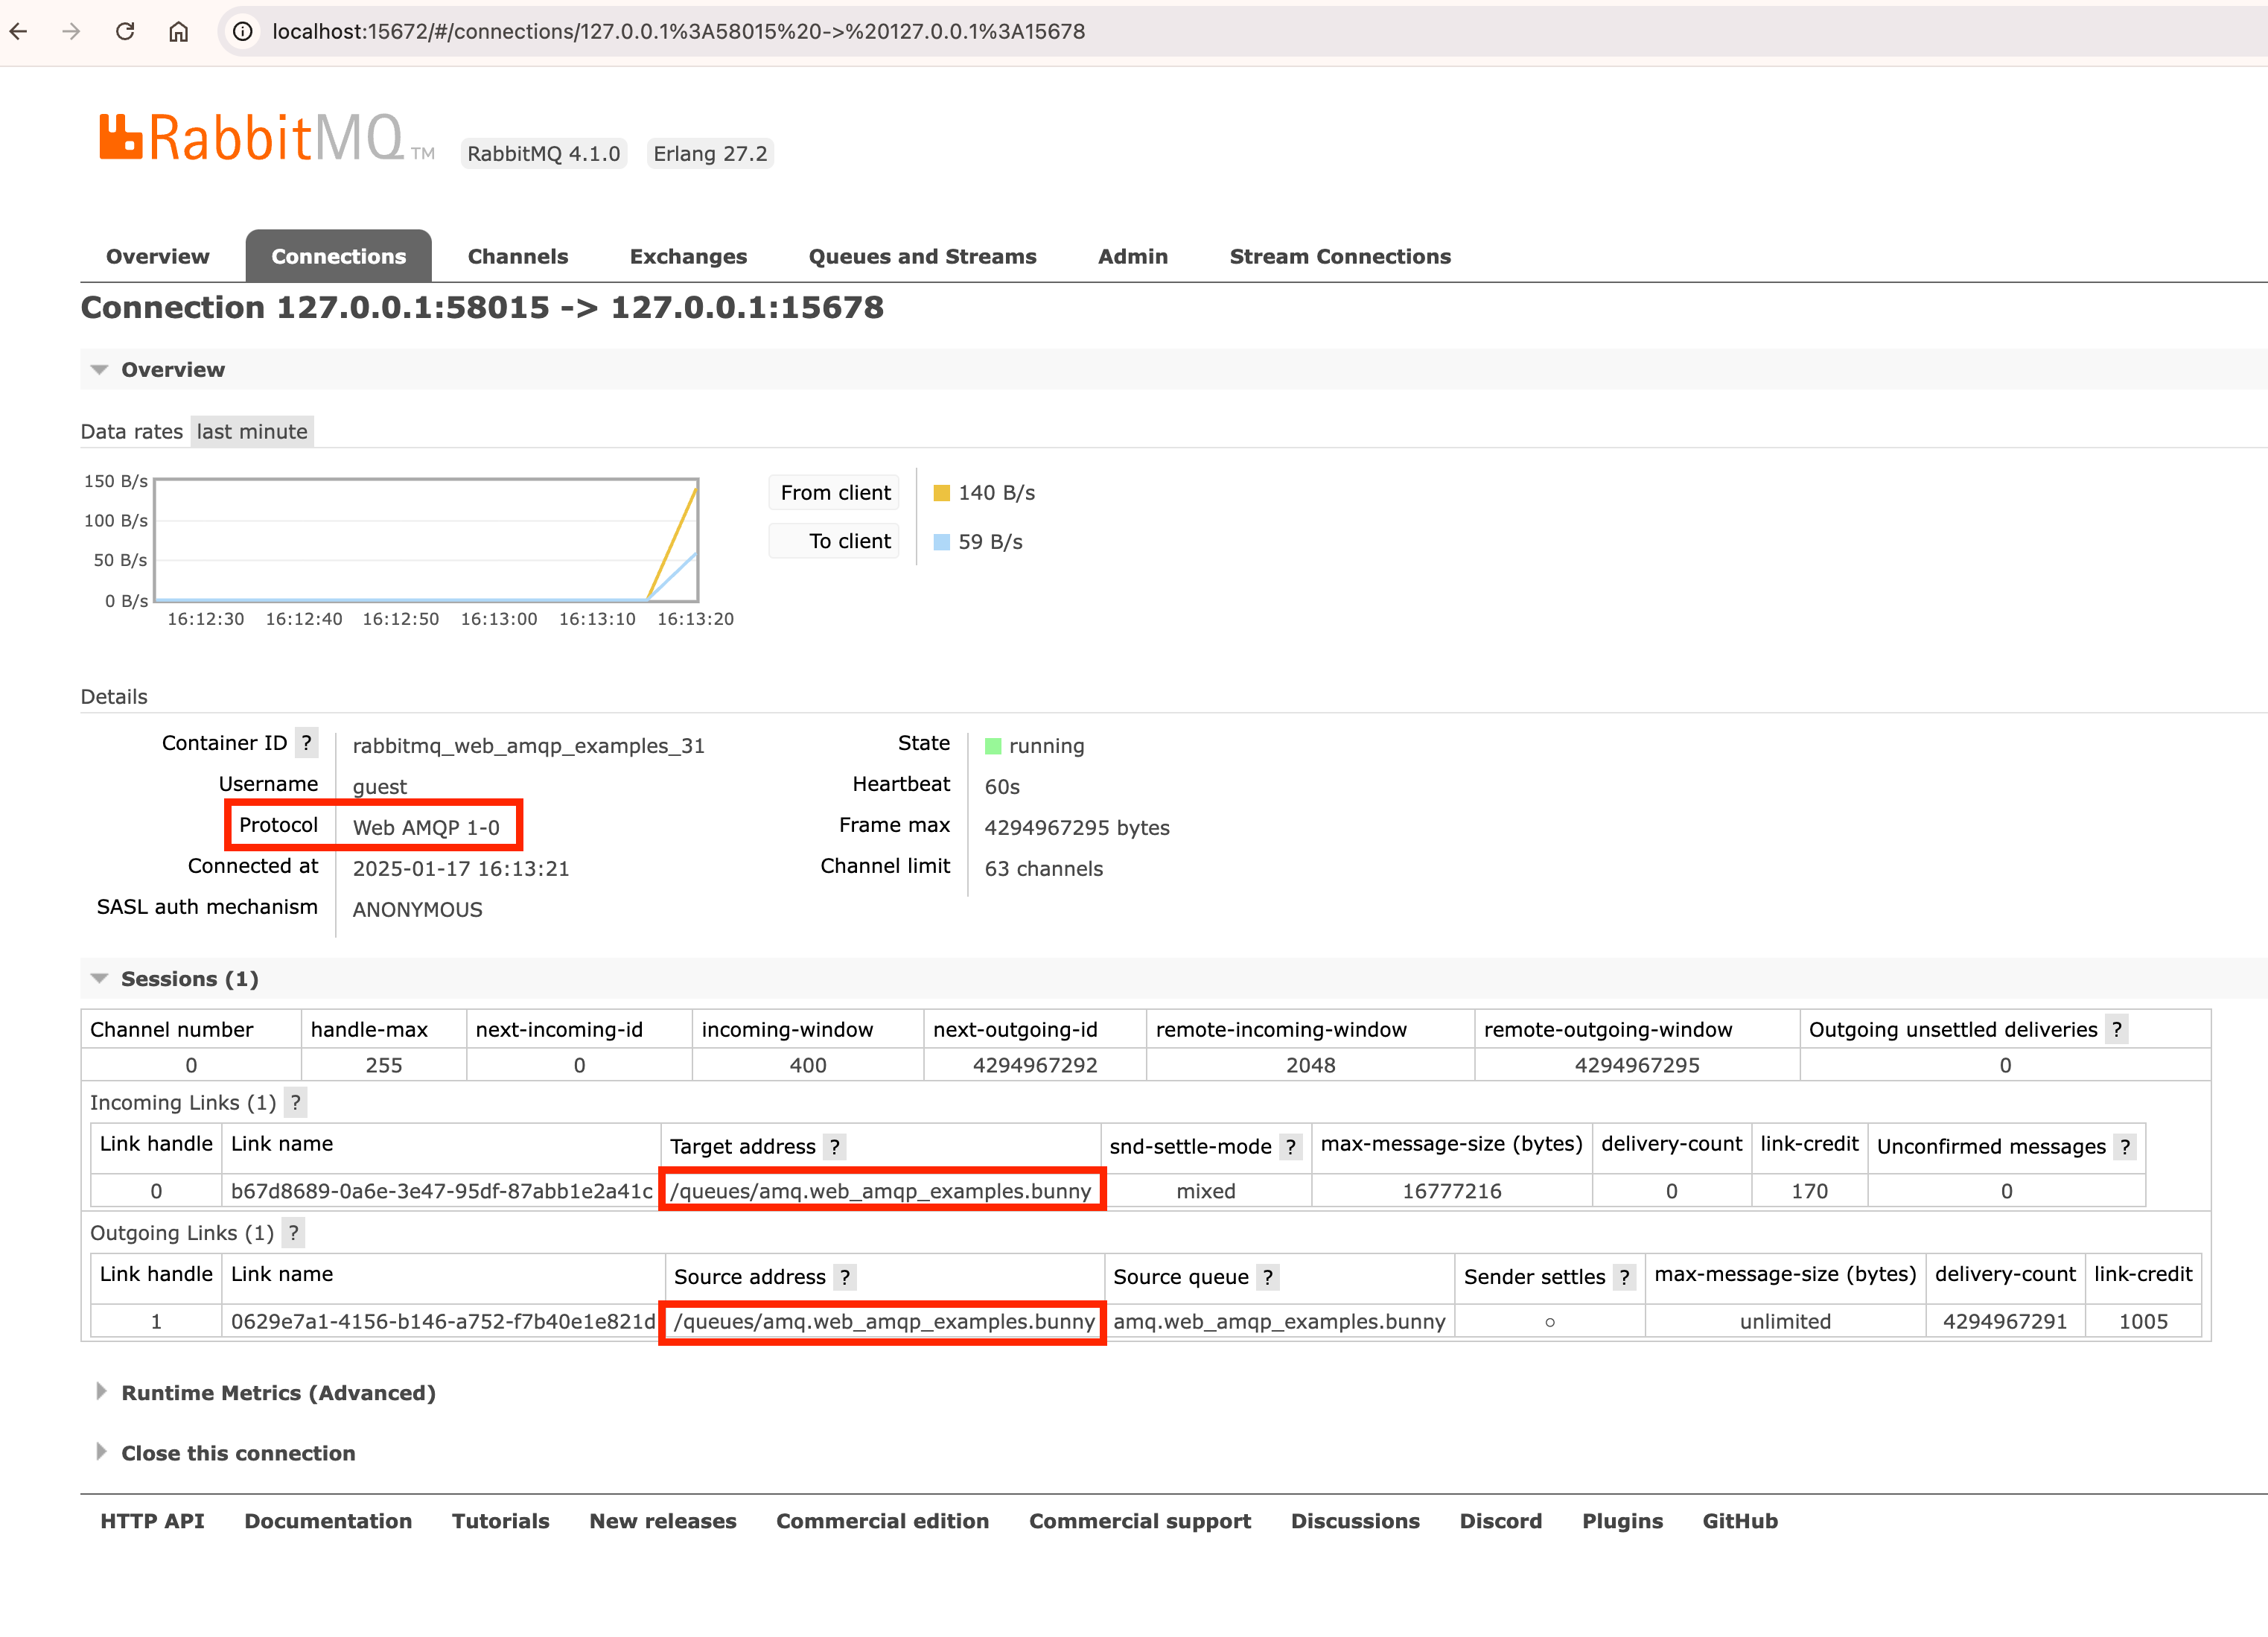 localhost:15672/#/connections/127.0.0.1%3A58015%20->%20127.0.0.1%3A15678
RabbitMQ TM RabbitMQ 4.1.0 Erlang 27.2
Overview Connections Channels Exchanges Queues and Streams Admin Stream Connections
Connection 127.0.0.1:58015 -> 127.0.0.1:15678
Overview
Data rates last minute
150 B/s
100 B/s
50 B/s
0 B/s
16:12:30 16:12:40 16:12:50 16:13:00 16:13:10 16:13:20
From client 140 B/s
To client 59 B/s
Details
Container ID ? rabbitmq_web_amqp_examples_31
Username guest
Protocol Web AMQP 1-0
Connected at 2025-01-17 16:13:21
SASL auth mechanism ANONYMOUS
State running
Heartbeat 60s
Frame max 4294967295 bytes
Channel limit 63 channels
Sessions (1)
Channel number handle-max next-incoming-id incoming-window next-outgoing-id remote-incoming-window remote-outgoing-window Outgoing unsettled deliveries ?
0 255 0 400 4294967292 2048 4294967295 0
Incoming Links (1) ?
Link handle Link name Target address ? snd-settle-mode ? max-message-size (bytes) delivery-count link-credit Unconfirmed messages ?
0 b67d8689-0a6e-3e47-95df-87abb1e2a41c /queues/amq.web_amqp_examples.bunny mixed 16777216 0 170 0
Outgoing Links (1) ?
Link handle Link name Source address ? Source queue ? Sender settles ? max-message-size (bytes) delivery-count link-credit
1 0629e7a1-4156-b146-a752-f7b40e1e821d /queues/amq.web_amqp_examples.bunny amq.web_amqp_examples.bunny ○ unlimited 4294967291 1005
Runtime Metrics (Advanced)
Close this connection
HTTP API Documentation Tutorials New releases Commercial edition Commercial support Discussions Discord Plugins GitHub